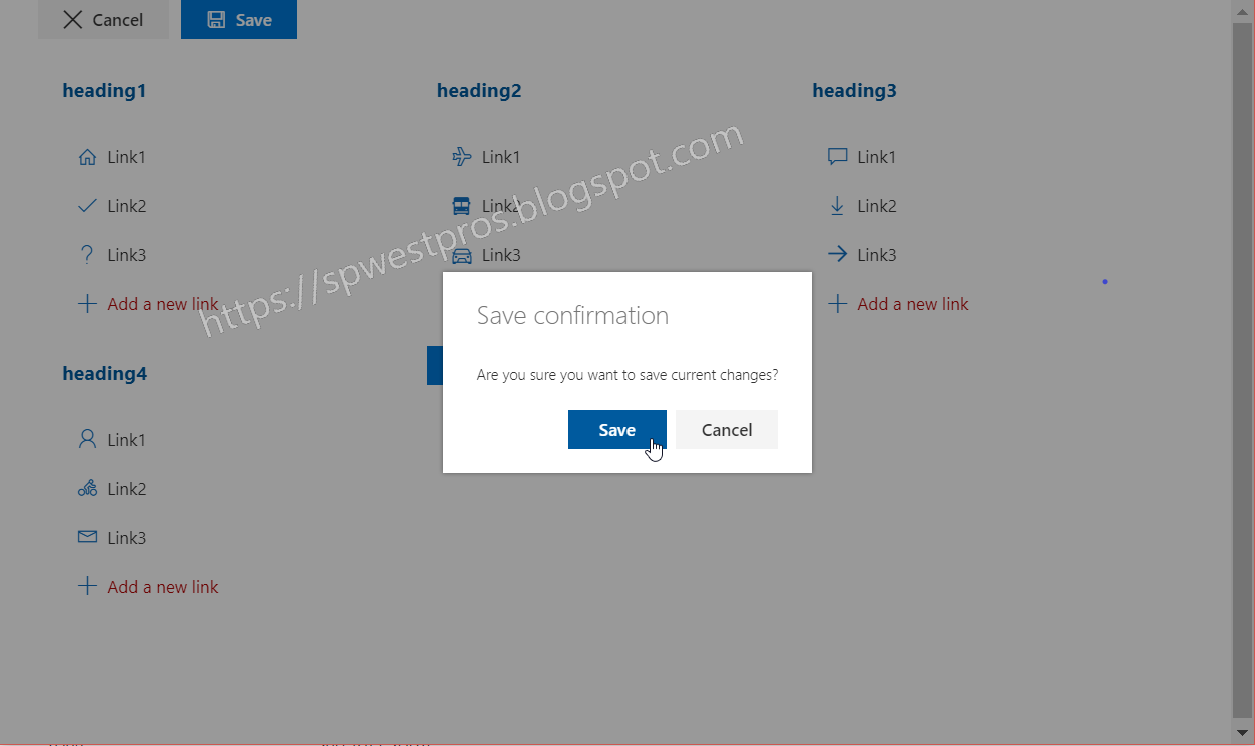 Cancel Save
heading1 heading2 heading3
Link1 Link1 Link1
Link2 Link2 Link2
Link3 Link3 Link3
Add a new link Add a new link
https://spwestpros.blogspot.com
Save confirmation
Are you sure you want to save current changes?
Save Cancel
heading4
Link1
Link2
Link3
Add a new link